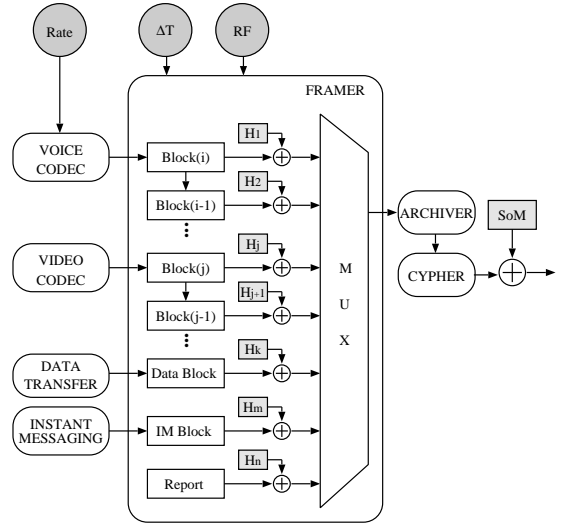 Rate
ΔT
RF
FRAMER
VOICE
CODEC
Block(i)
H1
Block(i-1)
H2
VIDEO
CODEC
Block(j)
Hj
Block(j-1)
Hj+1
DATA
TRANSFER
Data Block
Hk
INSTANT
MESSAGING
IM Block
Hm
Report
Hn
M
U
X
ARCHIVER
CYPHER
SoM